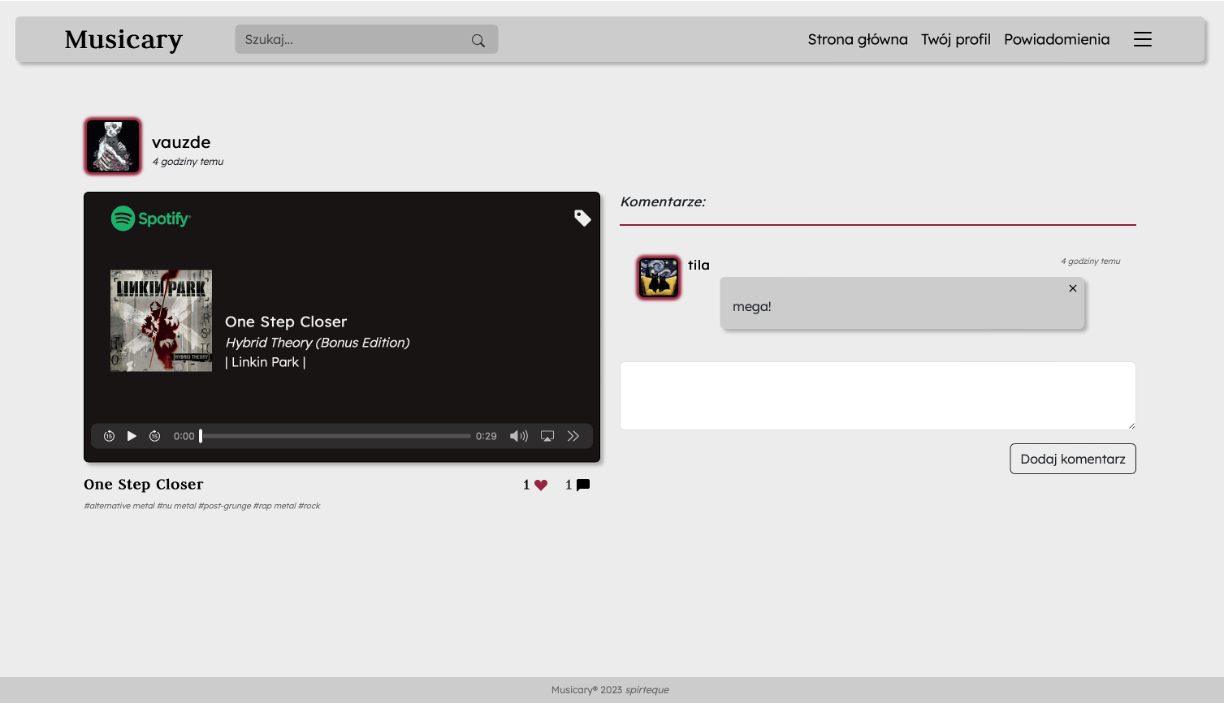 Musicary
Szukaj...
Strona główna Twój profil Powiadomienia
vauzde
4 godziny temu
Spotify
LINKIN PARK
HYBRID THEORY
One Step Closer
Hybrid Theory (Bonus Edition)
| Linkin Park |
15
15
0:00
0:29
One Step Closer
1
1
#alternative metal #nu metal #post-grunge #rap metal #rock
Komentarze:
tila
4 godziny temu
mega!
Dodaj komentarz
Musicary® 2023 spirteque